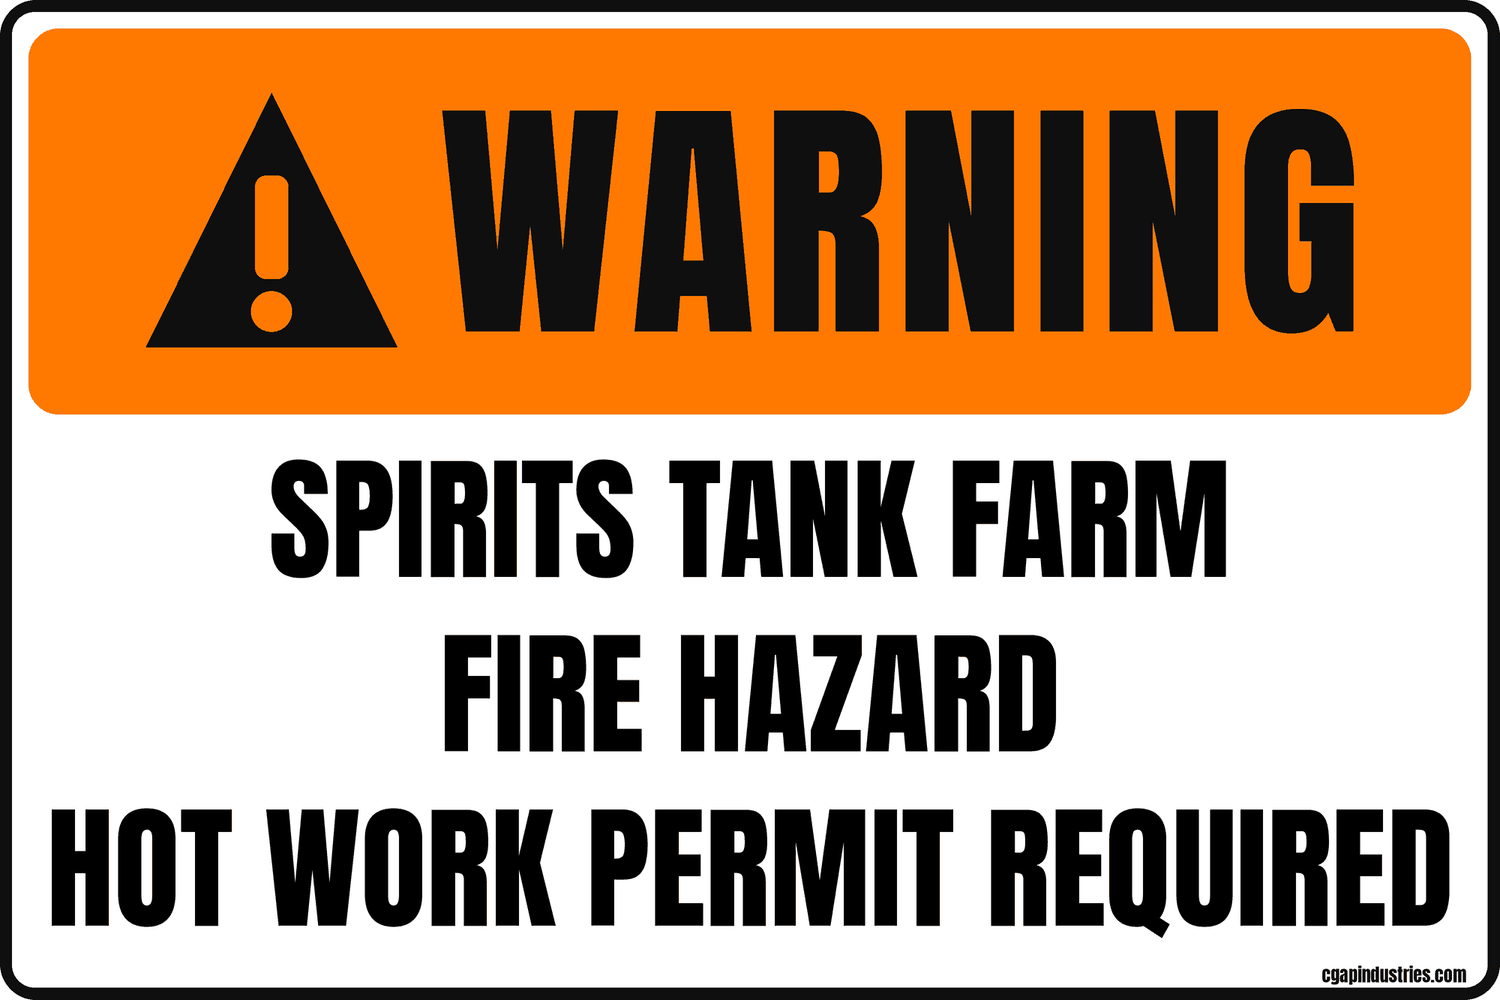 WARNING
SPIRITS TANK FARM
FIRE HAZARD
HOT WORK PERMIT REQUIRED
cgapindustries.com